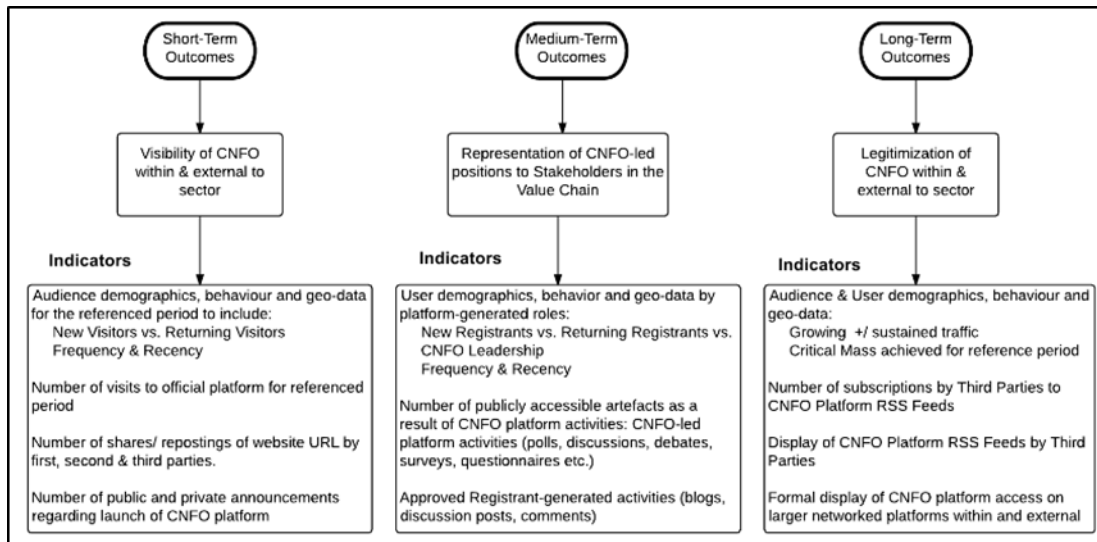 Short-Term
Outcomes
Visibility of CNFO
within & external to
sector
Indicators
Audience demographics, behaviour and geo-data
for the referenced period to include:
New Visitors vs. Returning Visitors
Frequency & Recency
Number of visits to official platform for referenced
period
Number of shares/ repostings of website URL by
first, second & third parties.
Number of public and private announcements
regarding launch of CNFO platform
Medium-Term
Outcomes
Representation of CNFO-led
positions to Stakeholders in the
Value Chain
Indicators
User demographics, behavior and geo-data by
platform-generated roles:
New Registrants vs. Returning Registrants vs.
CNFO Leadership
Frequency & Recency
Number of publicly accessible artefacts as a
result of CNFO platform activities: CNFO-led
platform activities (polls, discussions, debates,
surveys, questionnaires etc.)
Approved Registrant-generated activities (blogs,
discussion posts, comments)
Long-Term
Outcomes
Legitimization of
CNFO within &
external to sector
Indicators
Audience & User demographics, behaviour and
geo-data:
Growing +/ sustained traffic
Critical Mass achieved for reference period
Number of subscriptions by Third Parties to
CNFO Platform RSS Feeds
Display of CNFO Platform RSS Feeds by Third
Parties
Formal display of CNFO platform access on
larger networked platforms within and external